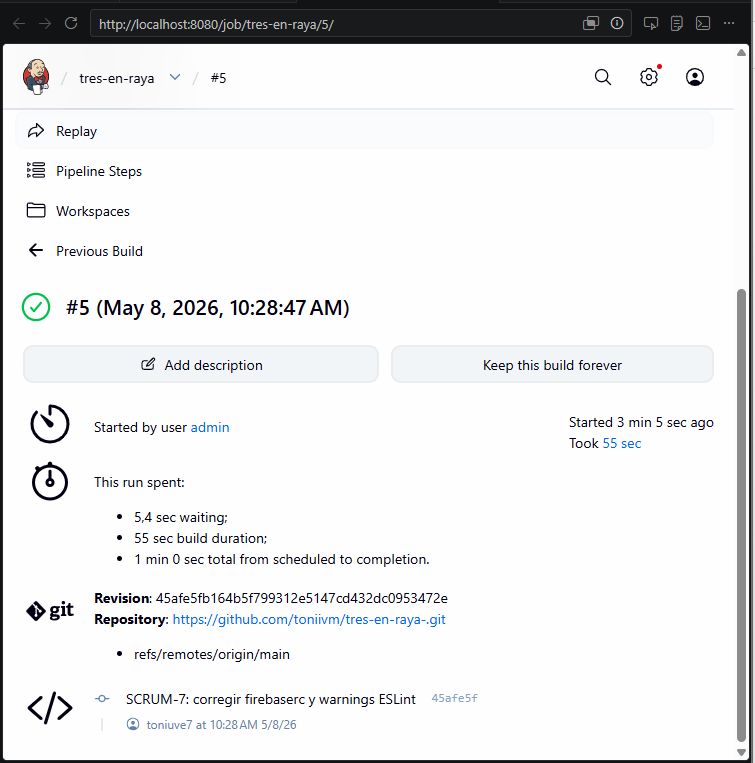 http://localhost:8080/job/tres-en-raya/5/
/ tres-en-raya / #5
Replay
Pipeline Steps
Workspaces
Previous Build
#5 (May 8, 2026, 10:28:47 AM)
Add description
Keep this build forever
Started by user admin
Started 3 min 5 sec ago
Took 55 sec
This run spent:
• 5,4 sec waiting;
• 55 sec build duration;
• 1 min 0 sec total from scheduled to completion.
git
Revision: 45afe5fb164b5f799312e5147cd432dc0953472e
Repository: https://github.com/toniivm/tres-en-raya-.git
• refs/remotes/origin/main
SCRUM-7: corregir firebaserc y warnings ESLint 45afe5f
toniuve7 at 10:28 AM 5/8/26